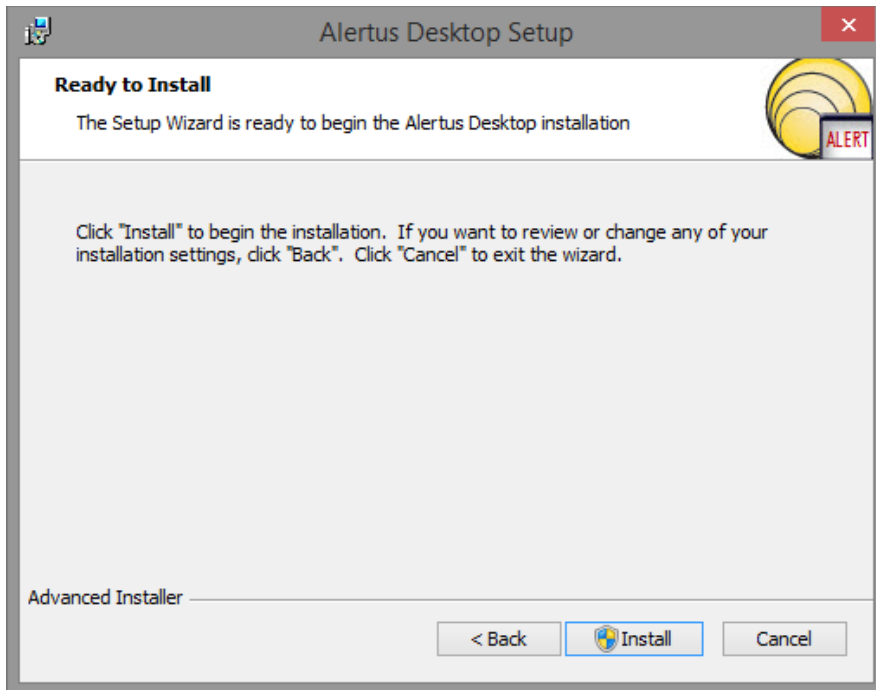 Alertus Desktop Setup
Ready to Install
The Setup Wizard is ready to begin the Alertus Desktop installation
ALERT
Click "Install" to begin the installation.  If you want to review or change any of your
installation settings, click "Back".  Click "Cancel" to exit the wizard.
Advanced Installer
< Back Install Cancel